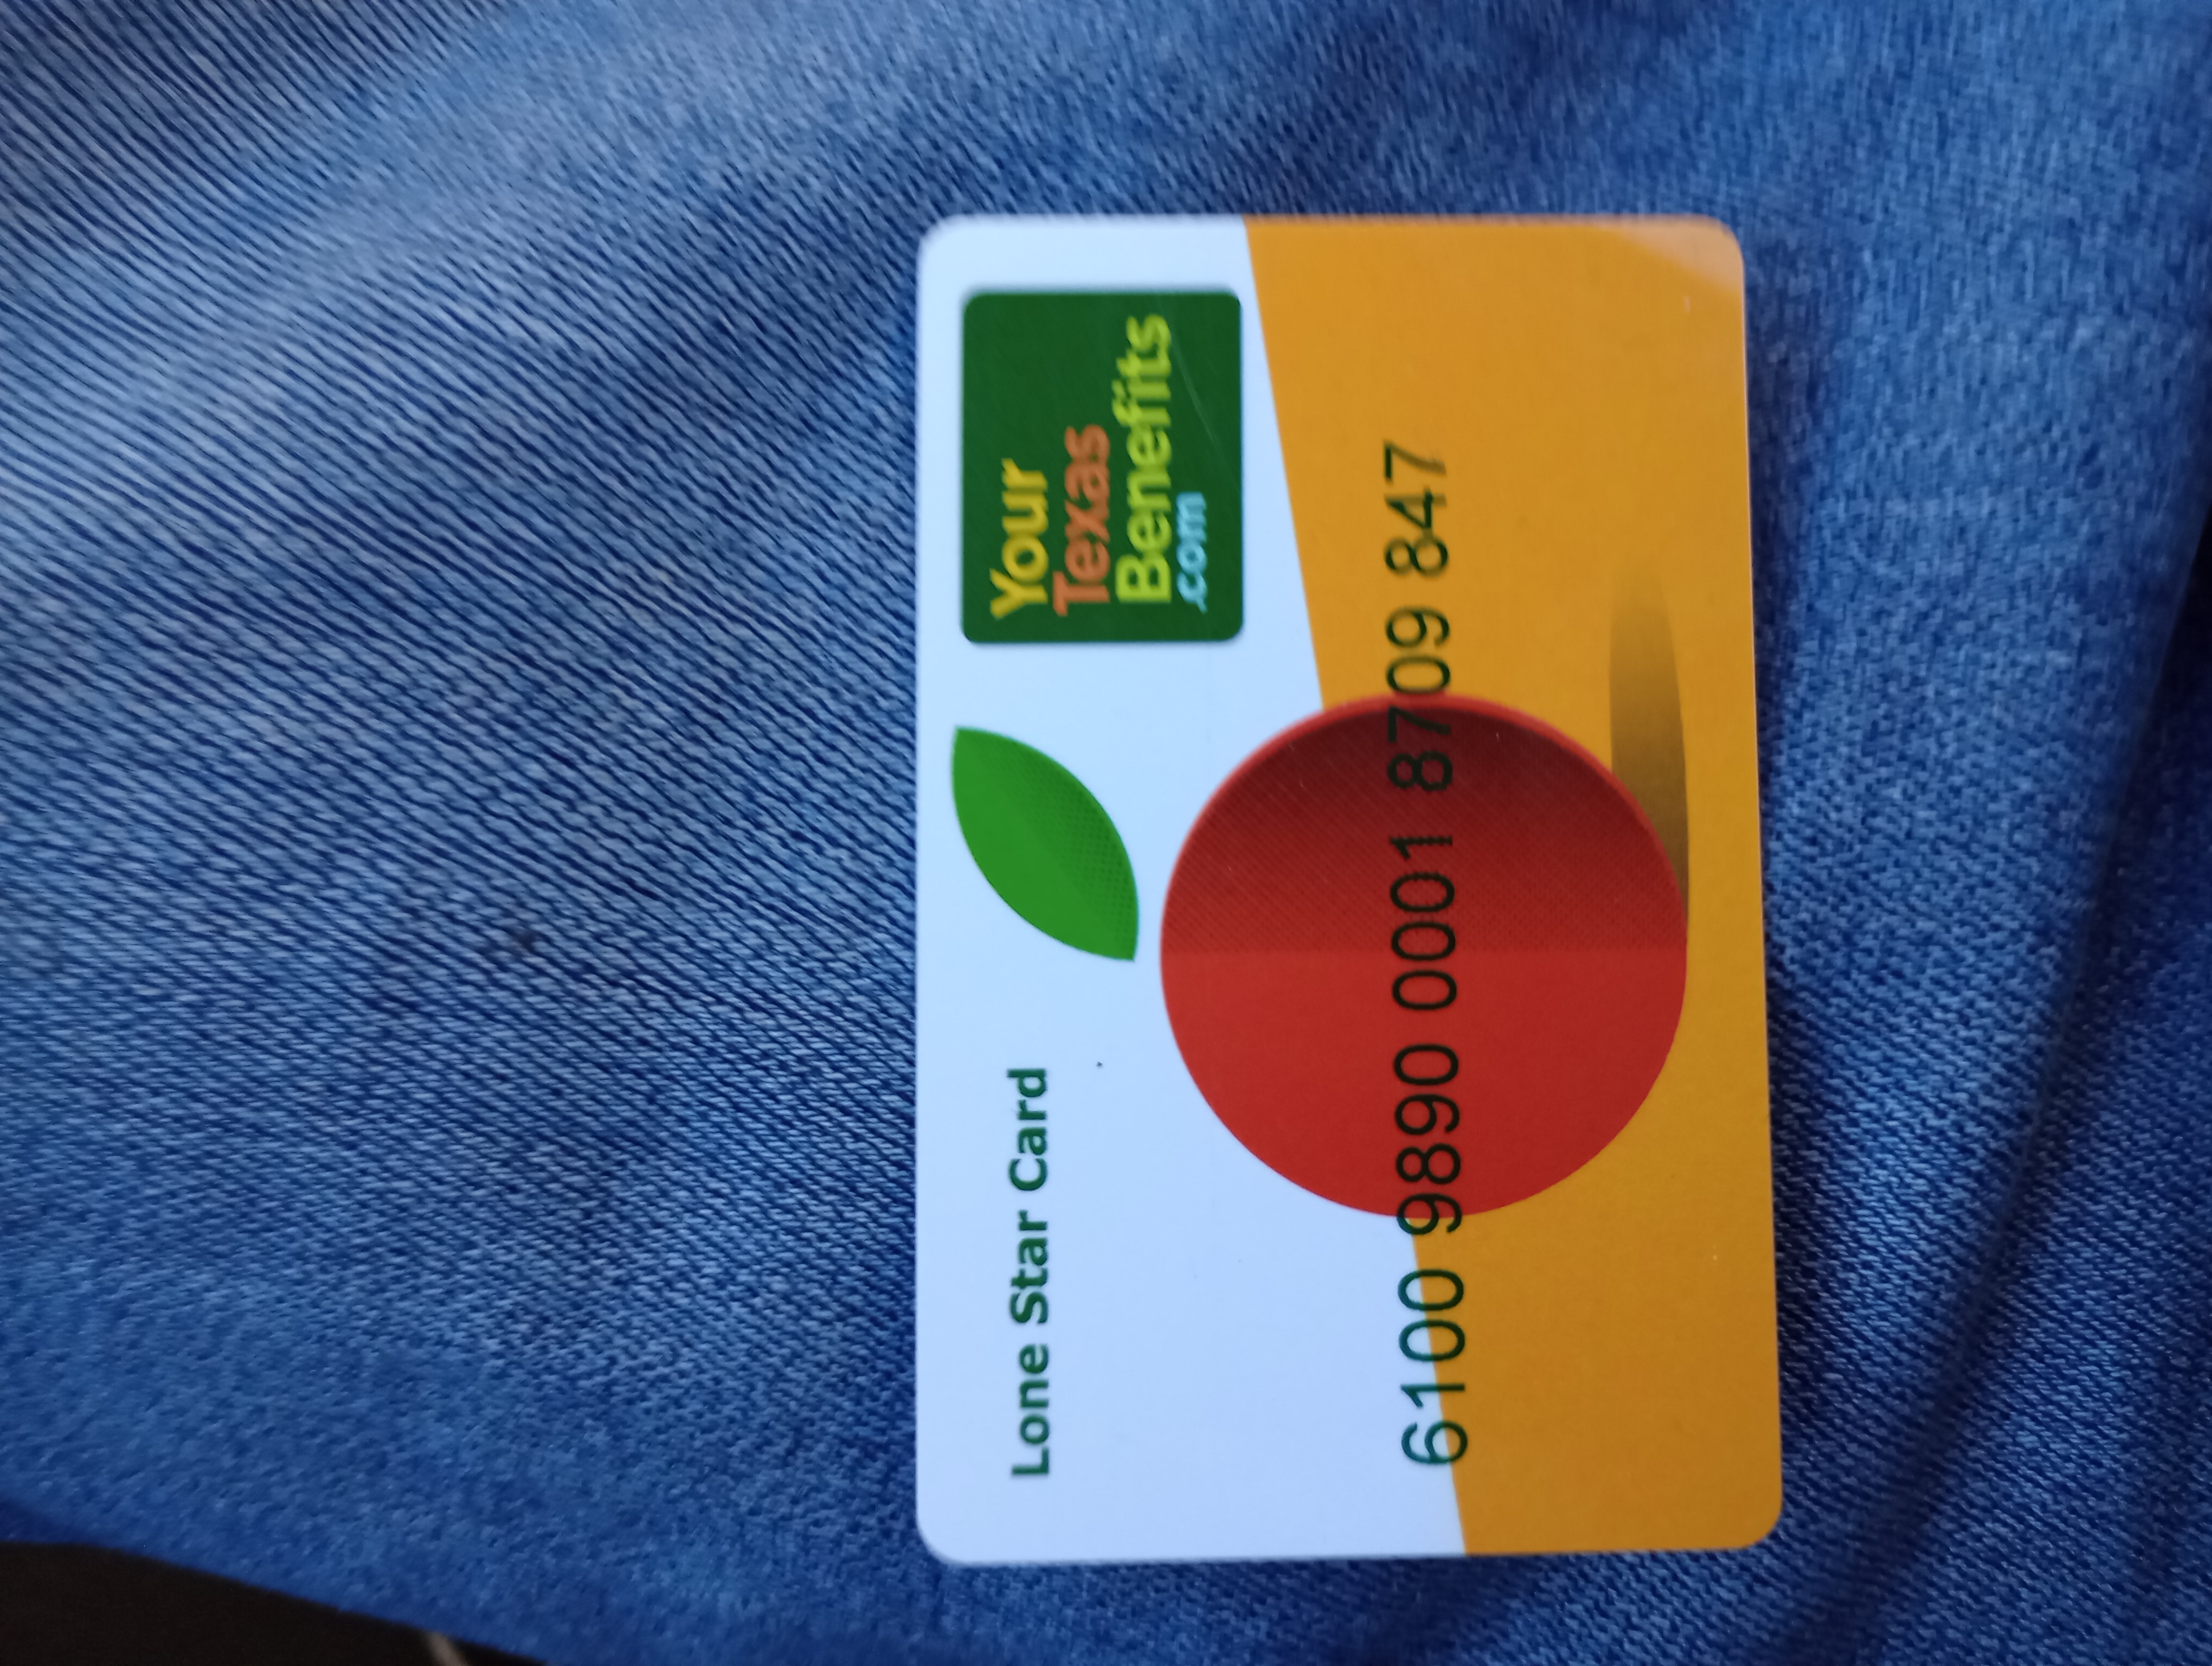 Lone Star Card
Your
Texas
Benefits
.com
6100 9890 0001 8709 847